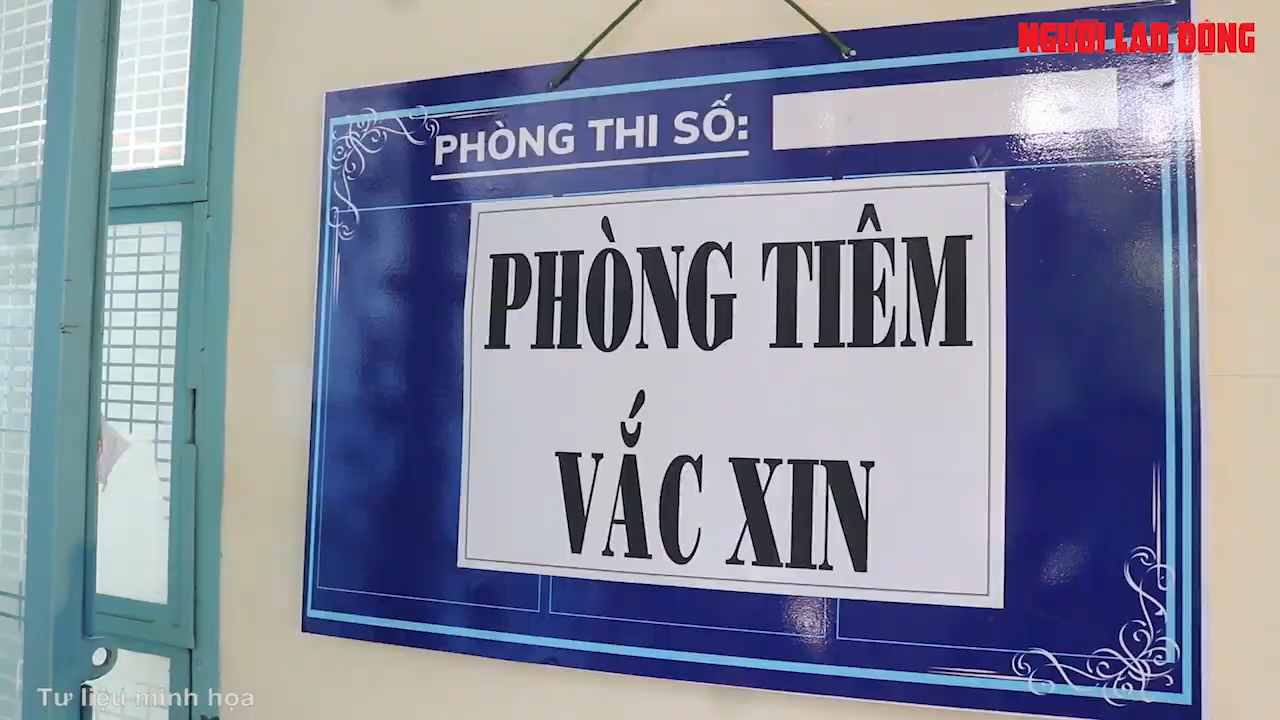 NGƯỜI LAO ĐỘNG
PHÒNG THI SỐ:
PHÒNG TIÊM
VẮC XIN
Tư liệu minh họa